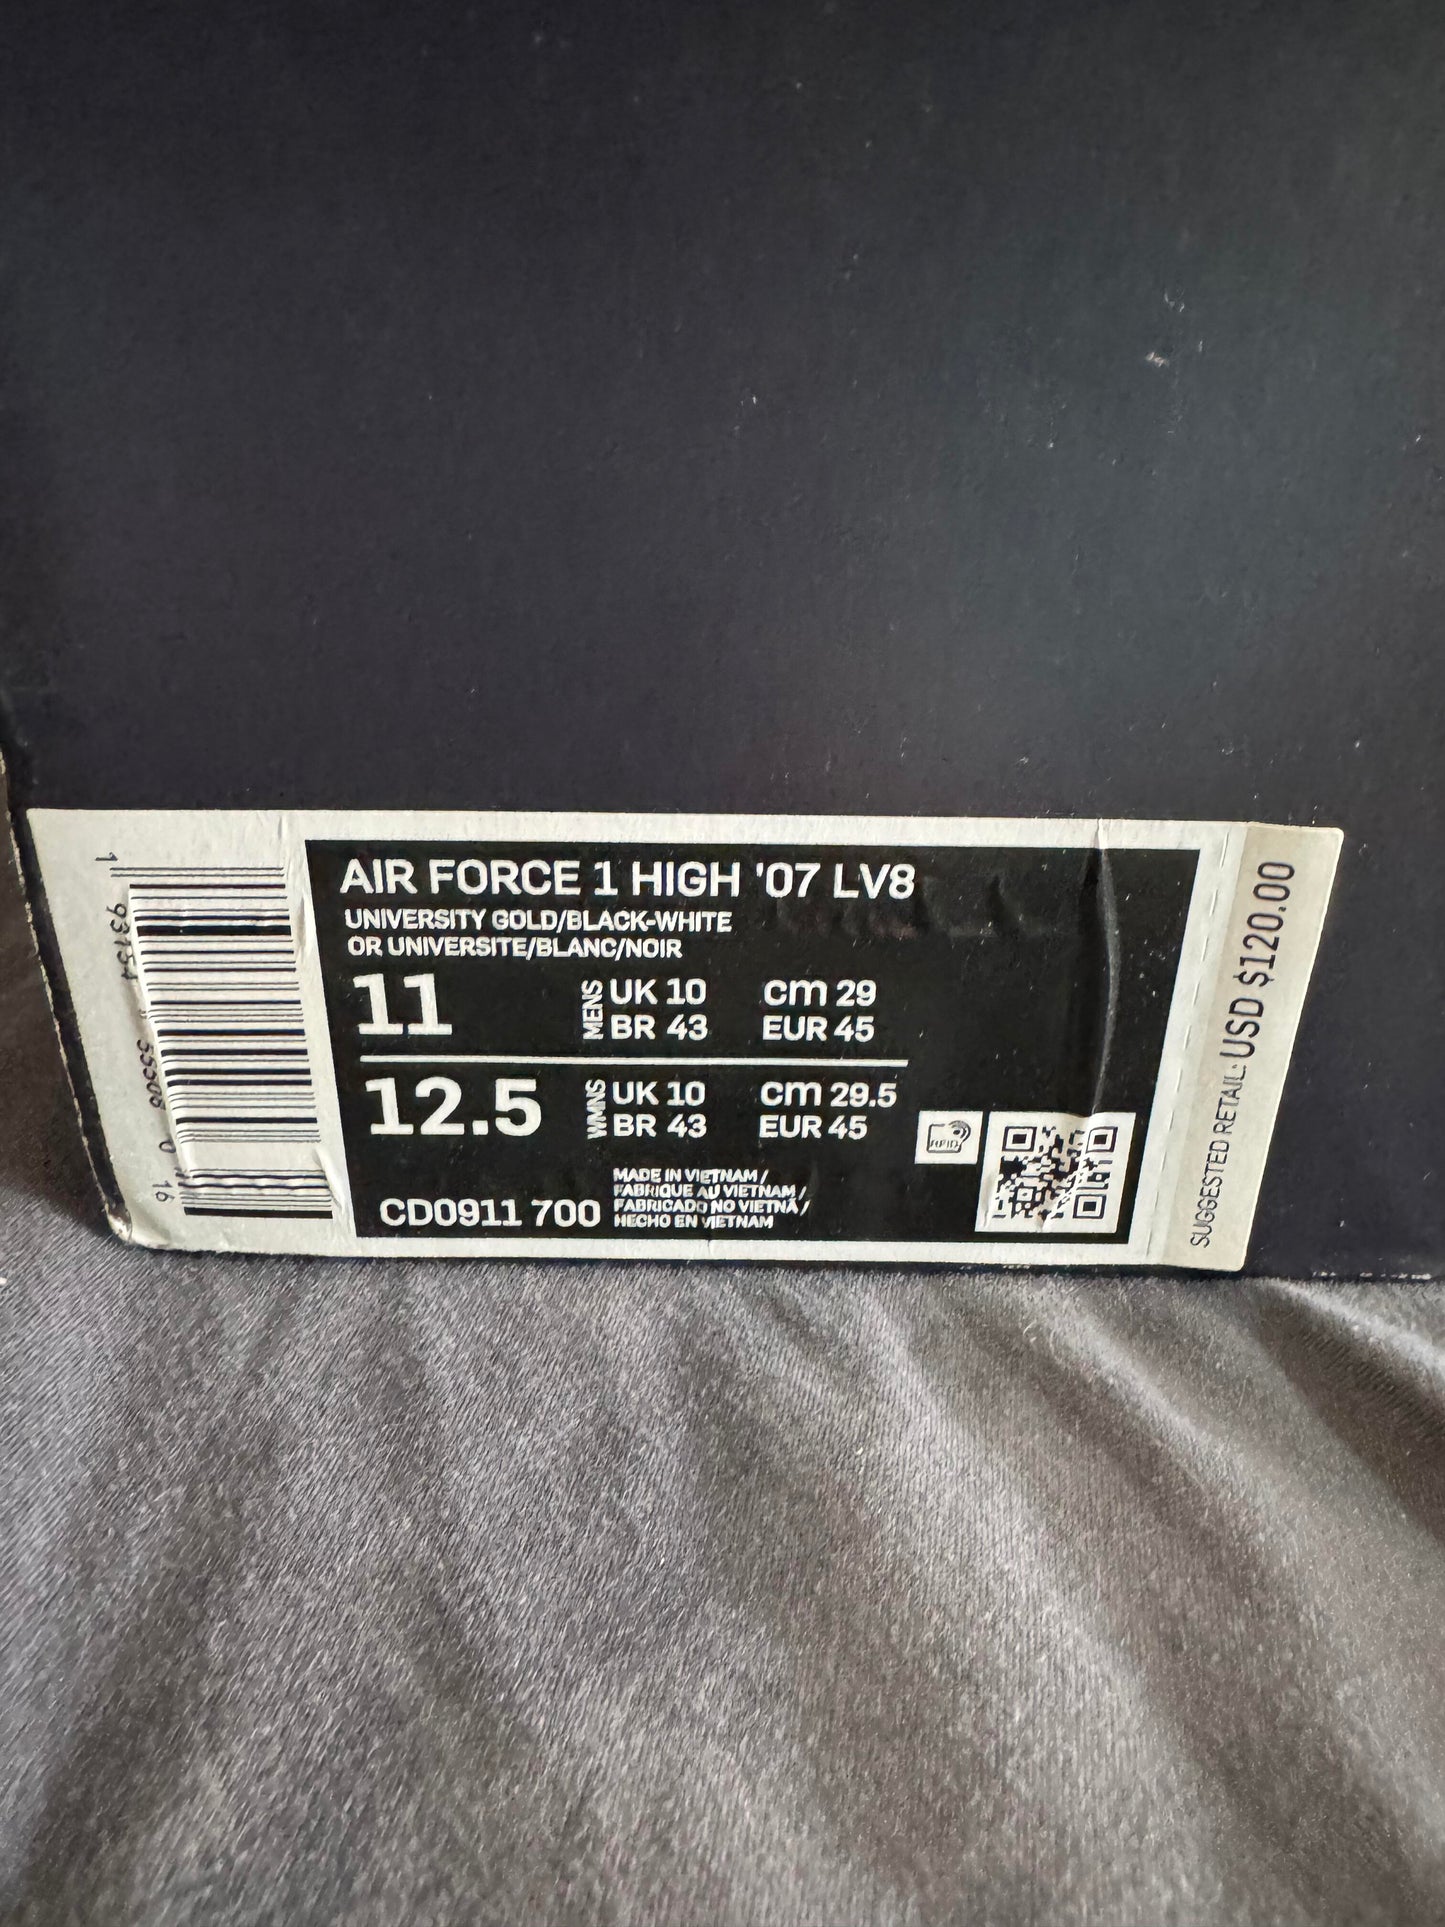 AIR FORCE 1 HIGH '07 LV8
UNIVERSITY GOLD/BLACK-WHITE
OR UNIVERSITE/BLANC/NOIR
11 MENS UK 10 cm 29
BR 43 EUR 45
12.5 WMNS UK 10 cm 29.5
BR 43 EUR 45
CD0911 700
MADE IN VIETNAM /
FABRIQUE AU VIETNAM /
FABRICADO NO VIETNÃ /
HECHO EN VIETNAM
RFID
SUGGESTED RETAIL: USD $120.00